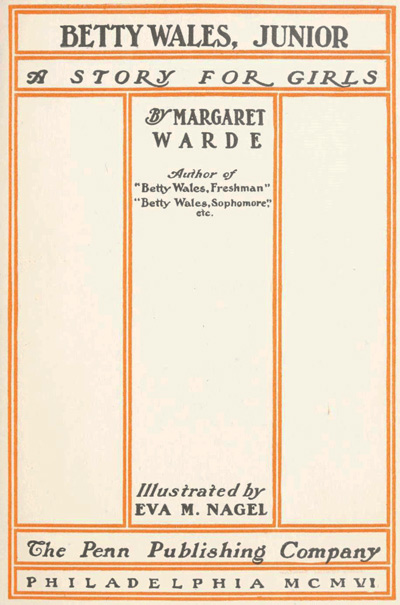 BETTY WALES, JUNIOR
A STORY FOR GIRLS
By MARGARET
WARDE
Author of
"Betty Wales, Freshman"
"Betty Wales, Sophomore,"
etc.
Illustrated by
EVA M. NAGEL
The Penn Publishing Company
PHILADELPHIA MCMVI